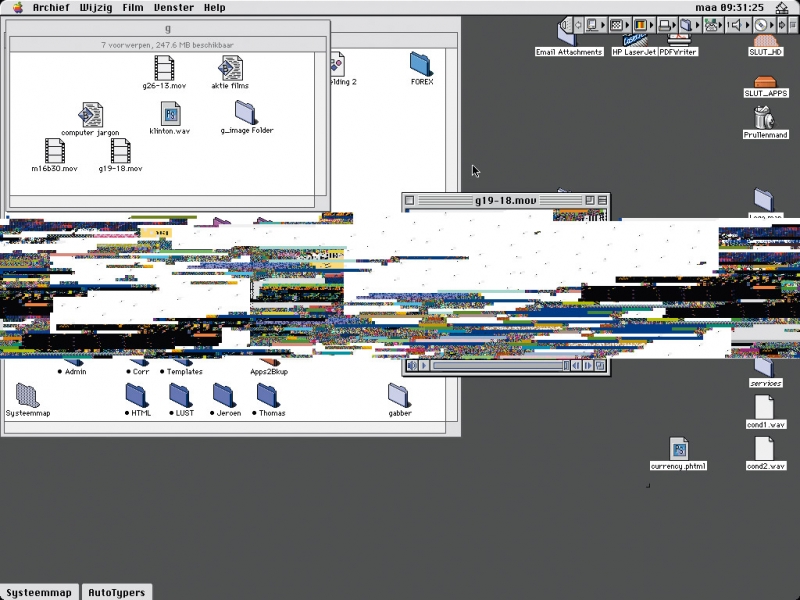 Archief Wijzig Film Venster Help maa 09:31:25
g
7 voorwerpen, 247.6 MB beschikbaar
g26-13.mov aktie films
computer jargon klinton.wav g_image Folder
m16b30.mov g19-18.mov
elding 2 FOREX
Email Attachments HP LaserJet PDFWriter SLUT_HD
SLUT_APPS
Prullenmand
g19-18.mov
• Admin • Corr • Templates Apps2Bkup
services
Systeemmap • HTML • LUST • Jeroen • Thomas gabber
cond1.wav
currency.phtml cond2.wav
Systeemmap AutoTypers